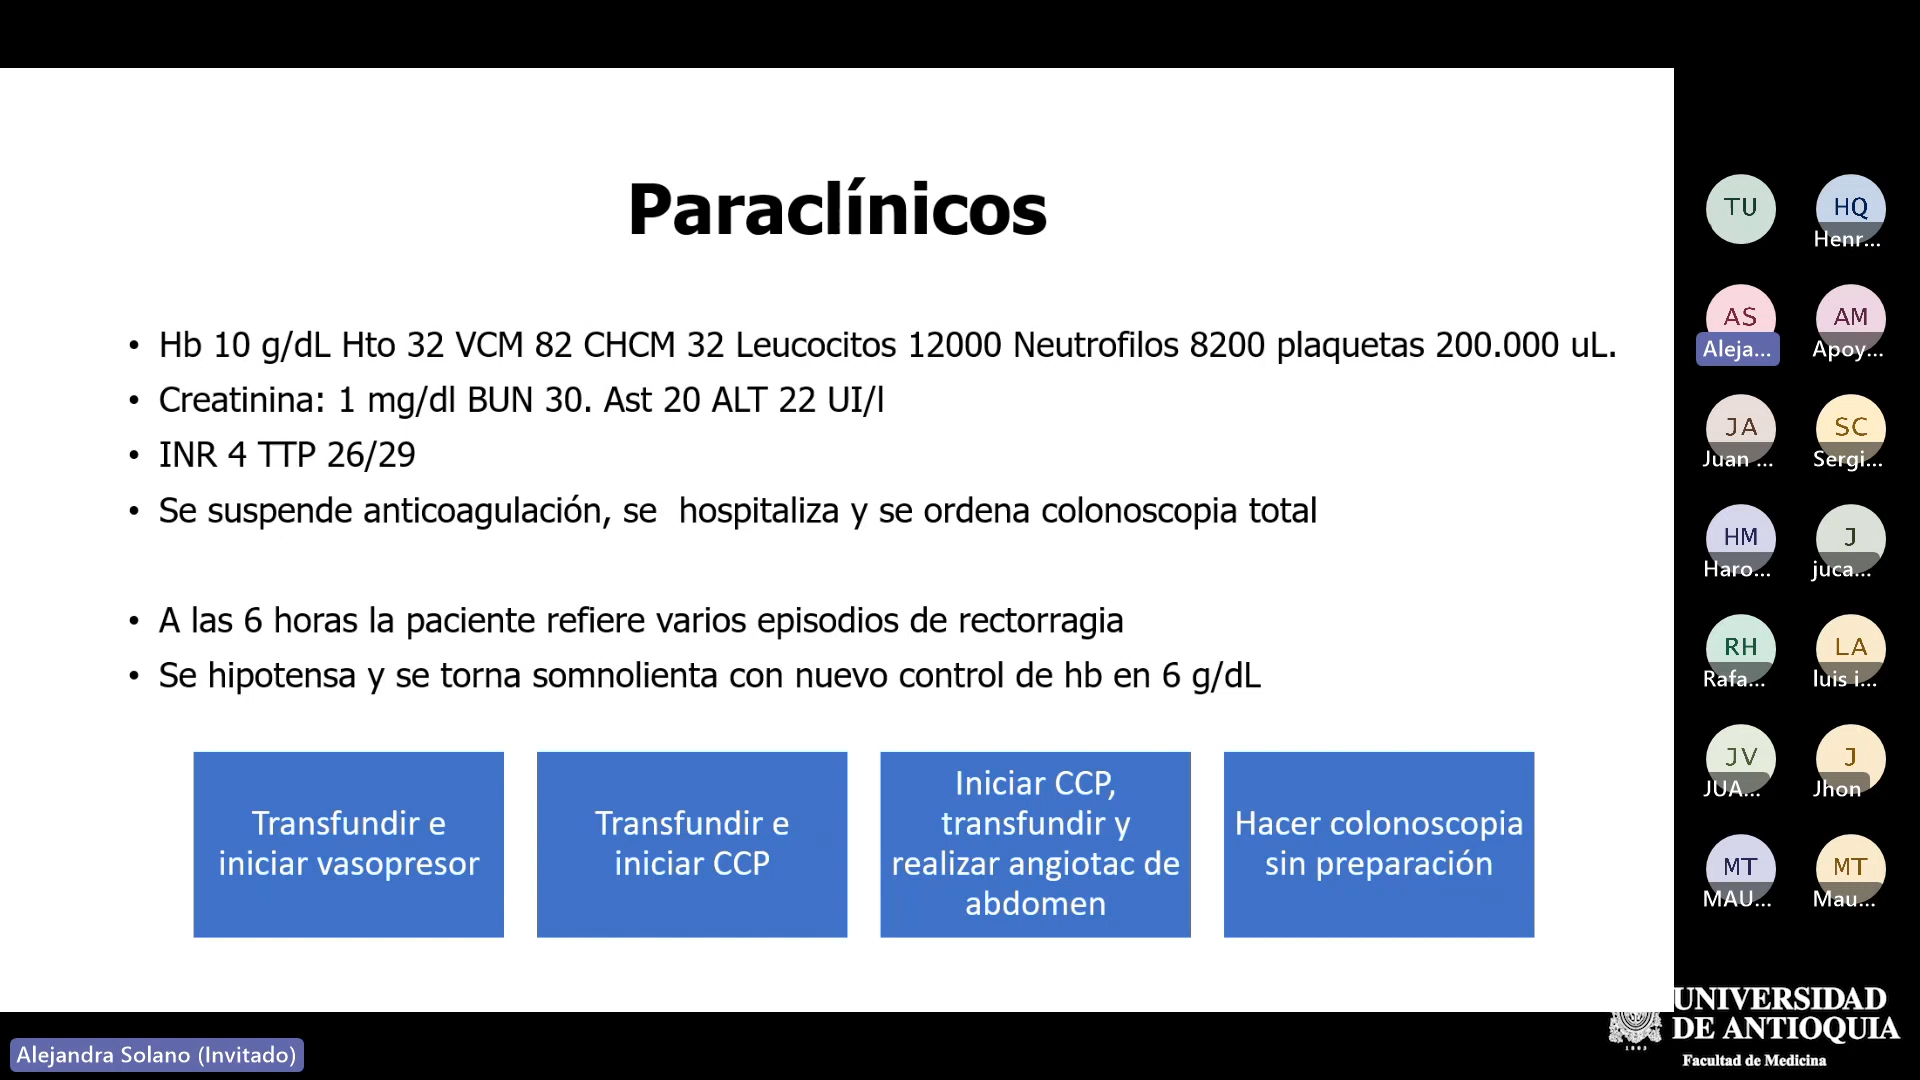 Paraclínicos
• Hb 10 g/dL Hto 32 VCM 82 CHCM 32 Leucocitos 12000 Neutrofilos 8200 plaquetas 200.000 uL.
• Creatinina: 1 mg/dl BUN 30. Ast 20 ALT 22 UI/l
• INR 4 TTP 26/29
• Se suspende anticoagulación, se  hospitaliza y se ordena colonoscopia total
• A las 6 horas la paciente refiere varios episodios de rectorragia
• Se hipotensa y se torna somnolienta con nuevo control de hb en 6 g/dL
Transfundir e
iniciar vasopresor
Transfundir e
iniciar CCP
Iniciar CCP,
transfundir y
realizar angiotac de
abdomen
Hacer colonoscopia
sin preparación
TU
HQ
Henr...
AS
Aleja...
AM
Apoy...
JA
Juan ...
SC
Sergi...
HM
Haro...
J
juca...
RH
Rafa...
LA
luis i...
JV
JUA...
J
Jhon
MT
MAU...
MT
Mau...
UNIVERSIDAD
DE ANTIOQUIA
1803
Facultad de Medicina
Alejandra Solano (Invitado)